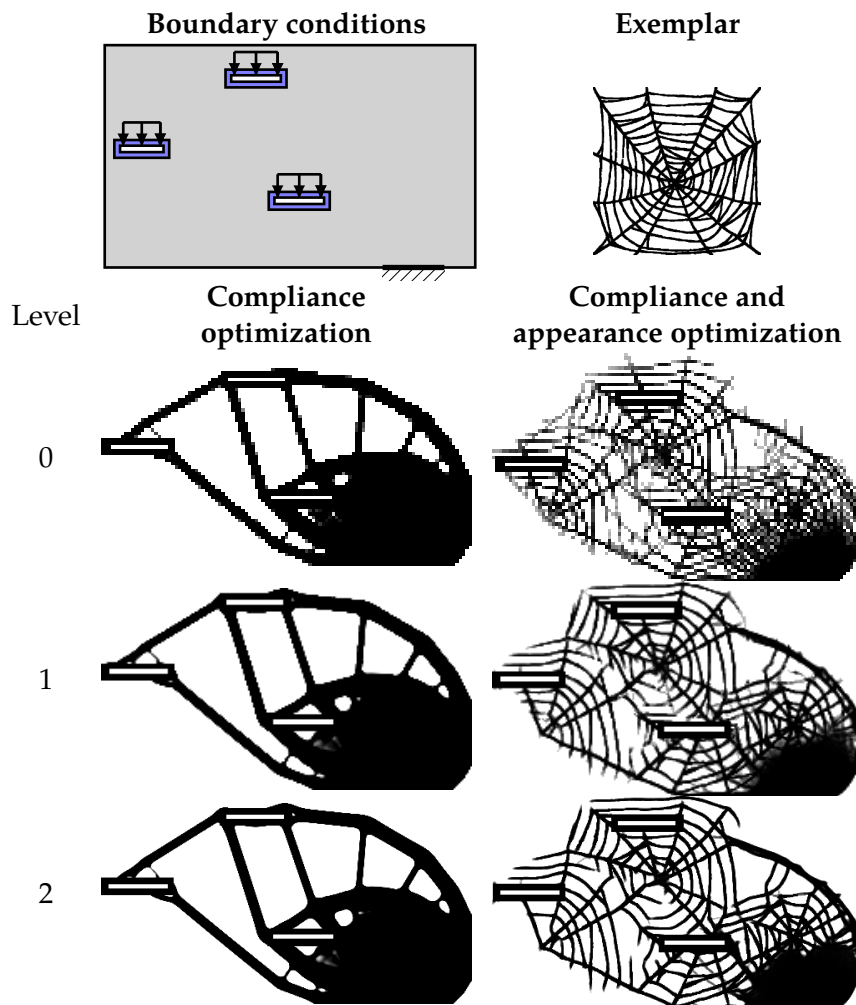 Boundary conditions
Exemplar
Level
Compliance
optimization
Compliance and
appearance optimization
0
1
2